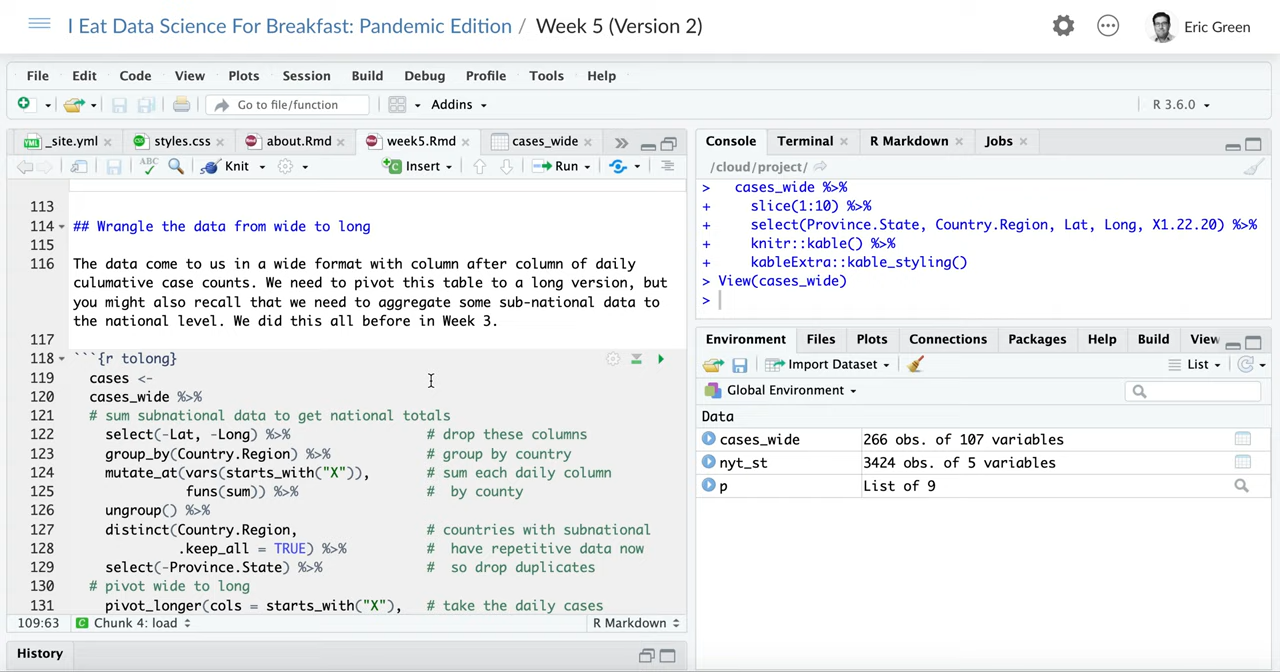 I Eat Data Science For Breakfast: Pandemic Edition / Week 5 (Version 2)
Eric Green
File Edit Code View Plots Session Build Debug Profile Tools Help
Go to file/function
Addins
R 3.6.0
_site.yml styles.css about.Rmd week5.Rmd cases_wide
ABC Knit Insert Run
113
114 ## Wrangle the data from wide to long
115
116 The data come to us in a wide format with column after column of daily
culumative case counts. We need to pivot this table to a long version, but
you might also recall that we need to aggregate some sub-national data to
the national level. We did this all before in Week 3.
117
118 ```{r tolong}
119 cases <-
120 cases_wide %>%
121 # sum subnational data to get national totals
122 select(-Lat, -Long) %>% # drop these columns
123 group_by(Country.Region) %>% # group by country
124 mutate_at(vars(starts_with("X")), # sum each daily column
125 funs(sum)) %>% # by county
126 ungroup() %>%
127 distinct(Country.Region, # countries with subnational
128 .keep_all = TRUE) %>% # have repetitive data now
129 select(-Province.State) %>% # so drop duplicates
130 # pivot wide to long
131 pivot_longer(cols = starts_with("X"), # take the daily cases
109:63 Chunk 4: load R Markdown
History
Console Terminal R Markdown Jobs
/cloud/project/
> cases_wide %>%
+ slice(1:10) %>%
+ select(Province.State, Country.Region, Lat, Long, X1.22.20) %>%
+ knitr::kable() %>%
+ kableExtra::kable_styling()
> View(cases_wide)
>
Environment Files Plots Connections Packages Help Build View
Import Dataset List
Global Environment
Data
cases_wide 266 obs. of 107 variables
nyt_st 3424 obs. of 5 variables
p List of 9